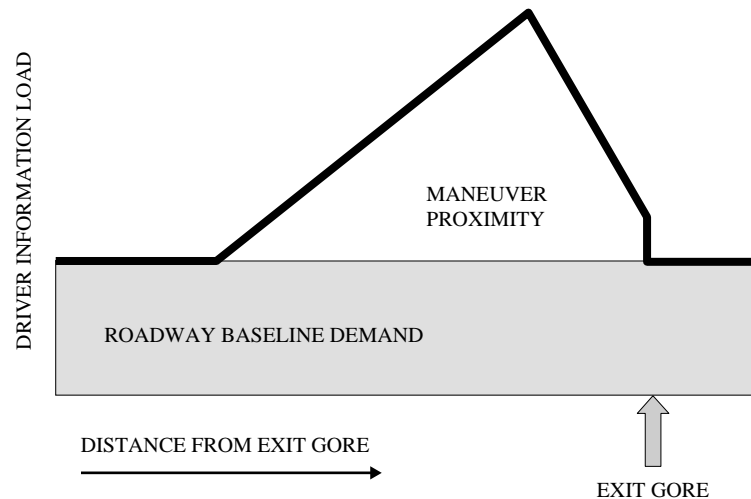 DRIVER INFORMATION LOAD
MANEUVER
PROXIMITY
ROADWAY BASELINE DEMAND
DISTANCE FROM EXIT GORE
EXIT GORE